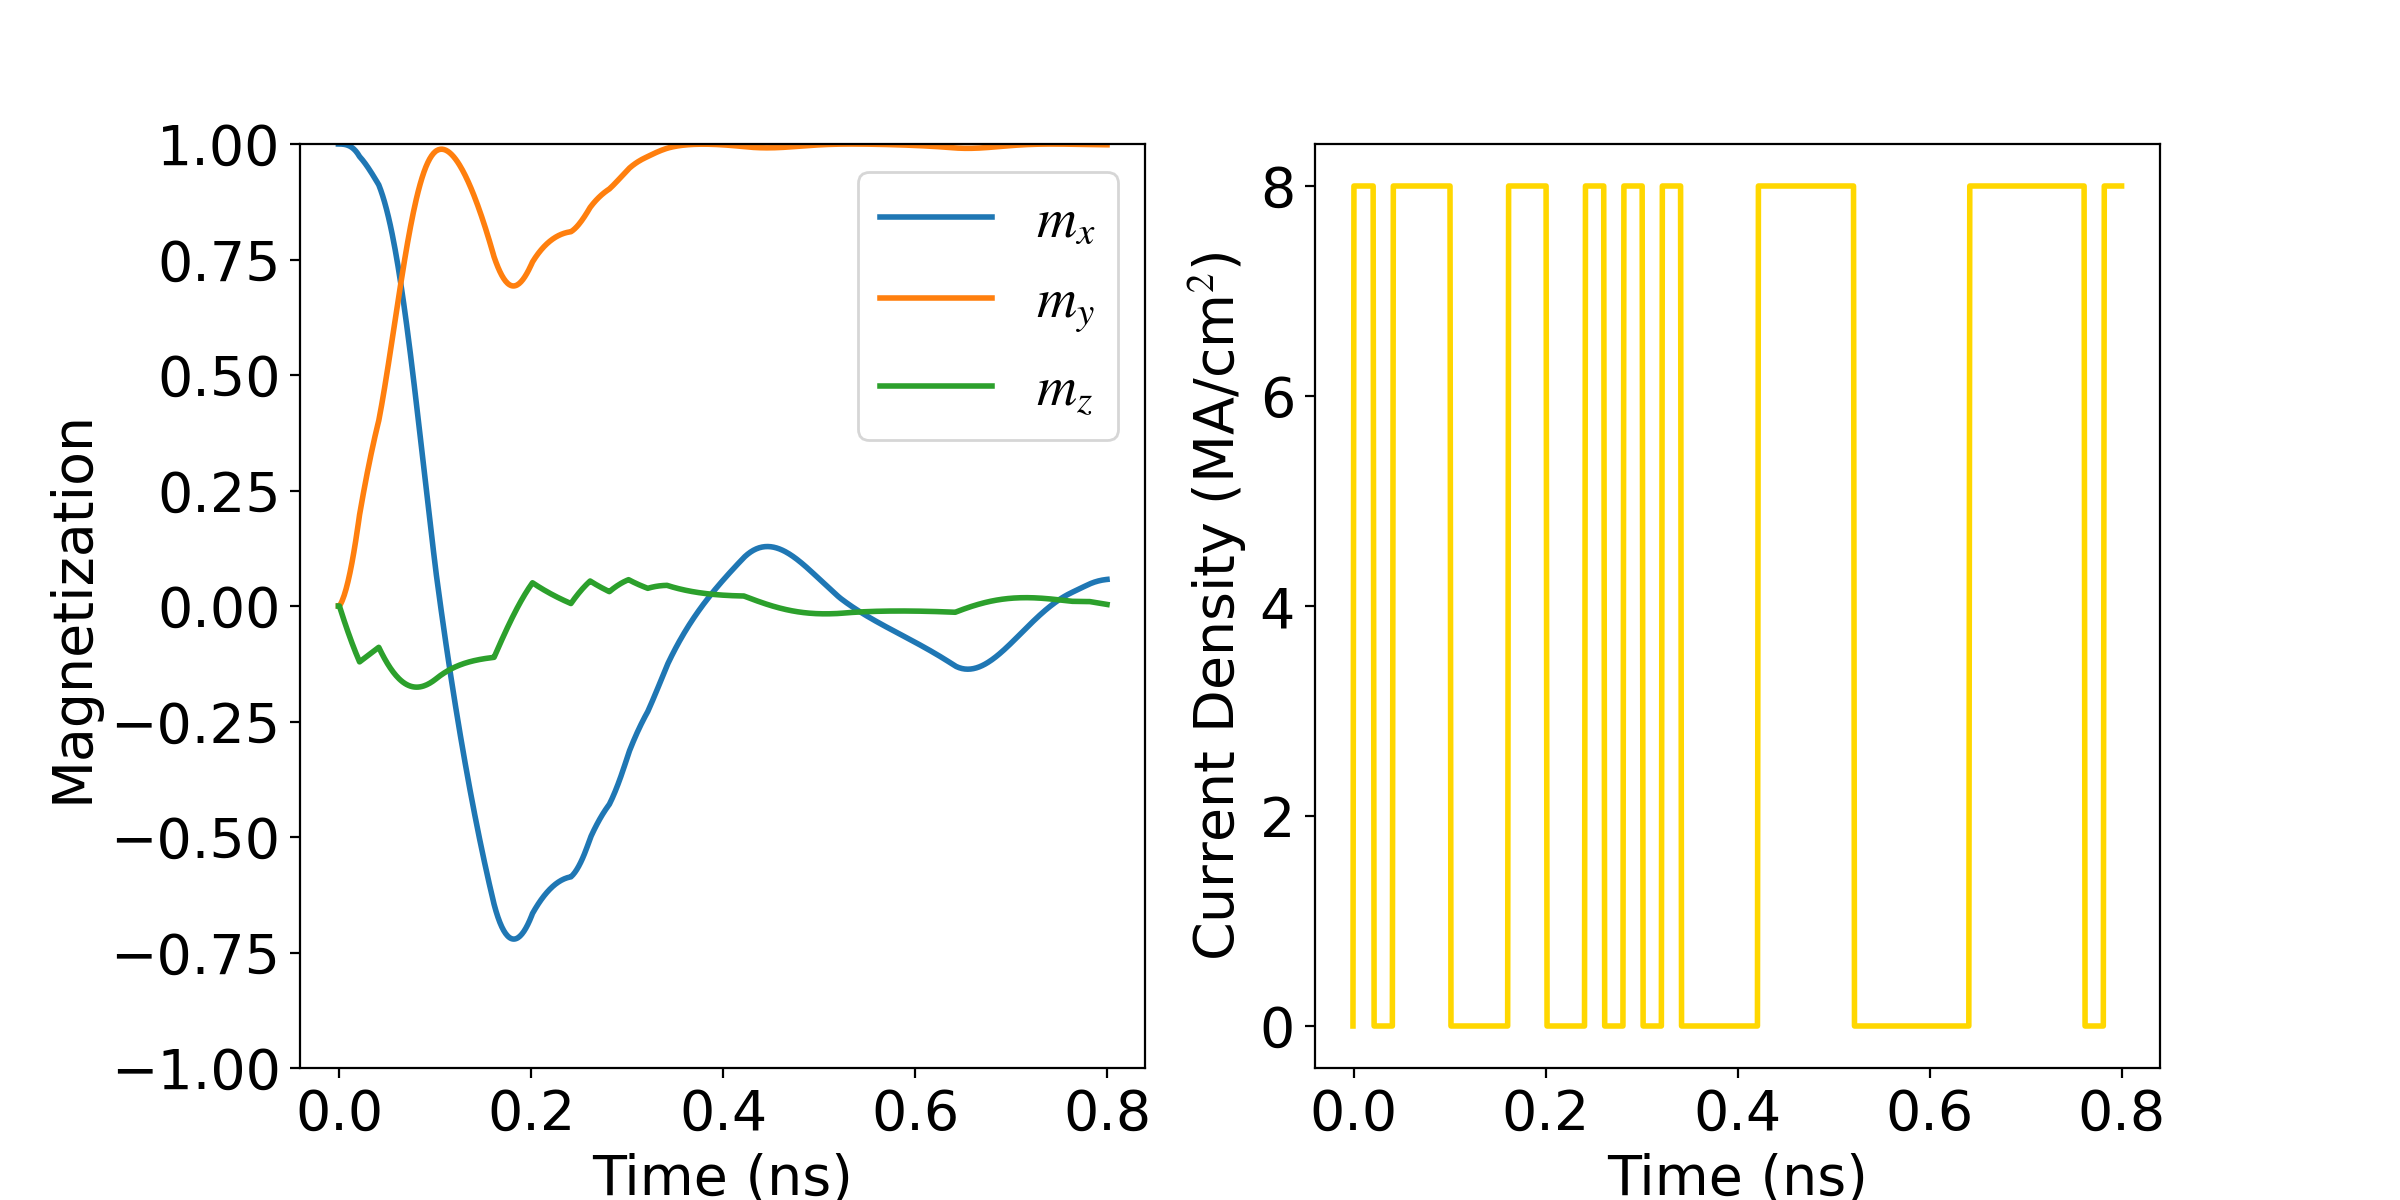 Magnetization
1.00
0.75
0.50
0.25
0.00
−0.25
−0.50
−0.75
−1.00
0.0 0.2 0.4 0.6 0.8
Time (ns)
m_x
m_y
m_z
Current Density (MA/cm²)
8
6
4
2
0
0.0 0.2 0.4 0.6 0.8
Time (ns)